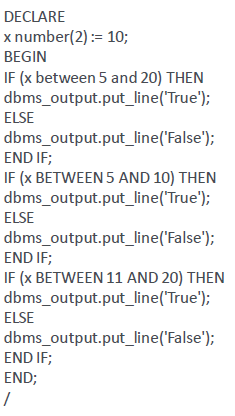 DECLARE
x number(2) := 10;
BEGIN
IF (x between 5 and 20) THEN
dbms_output.put_line('True');
ELSE
dbms_output.put_line('False');
END IF;
IF (x BETWEEN 5 AND 10) THEN
dbms_output.put_line('True');
ELSE
dbms_output.put_line('False');
END IF;
IF (x BETWEEN 11 AND 20) THEN
dbms_output.put_line('True');
ELSE
dbms_output.put_line('False');
END IF;
END;
/